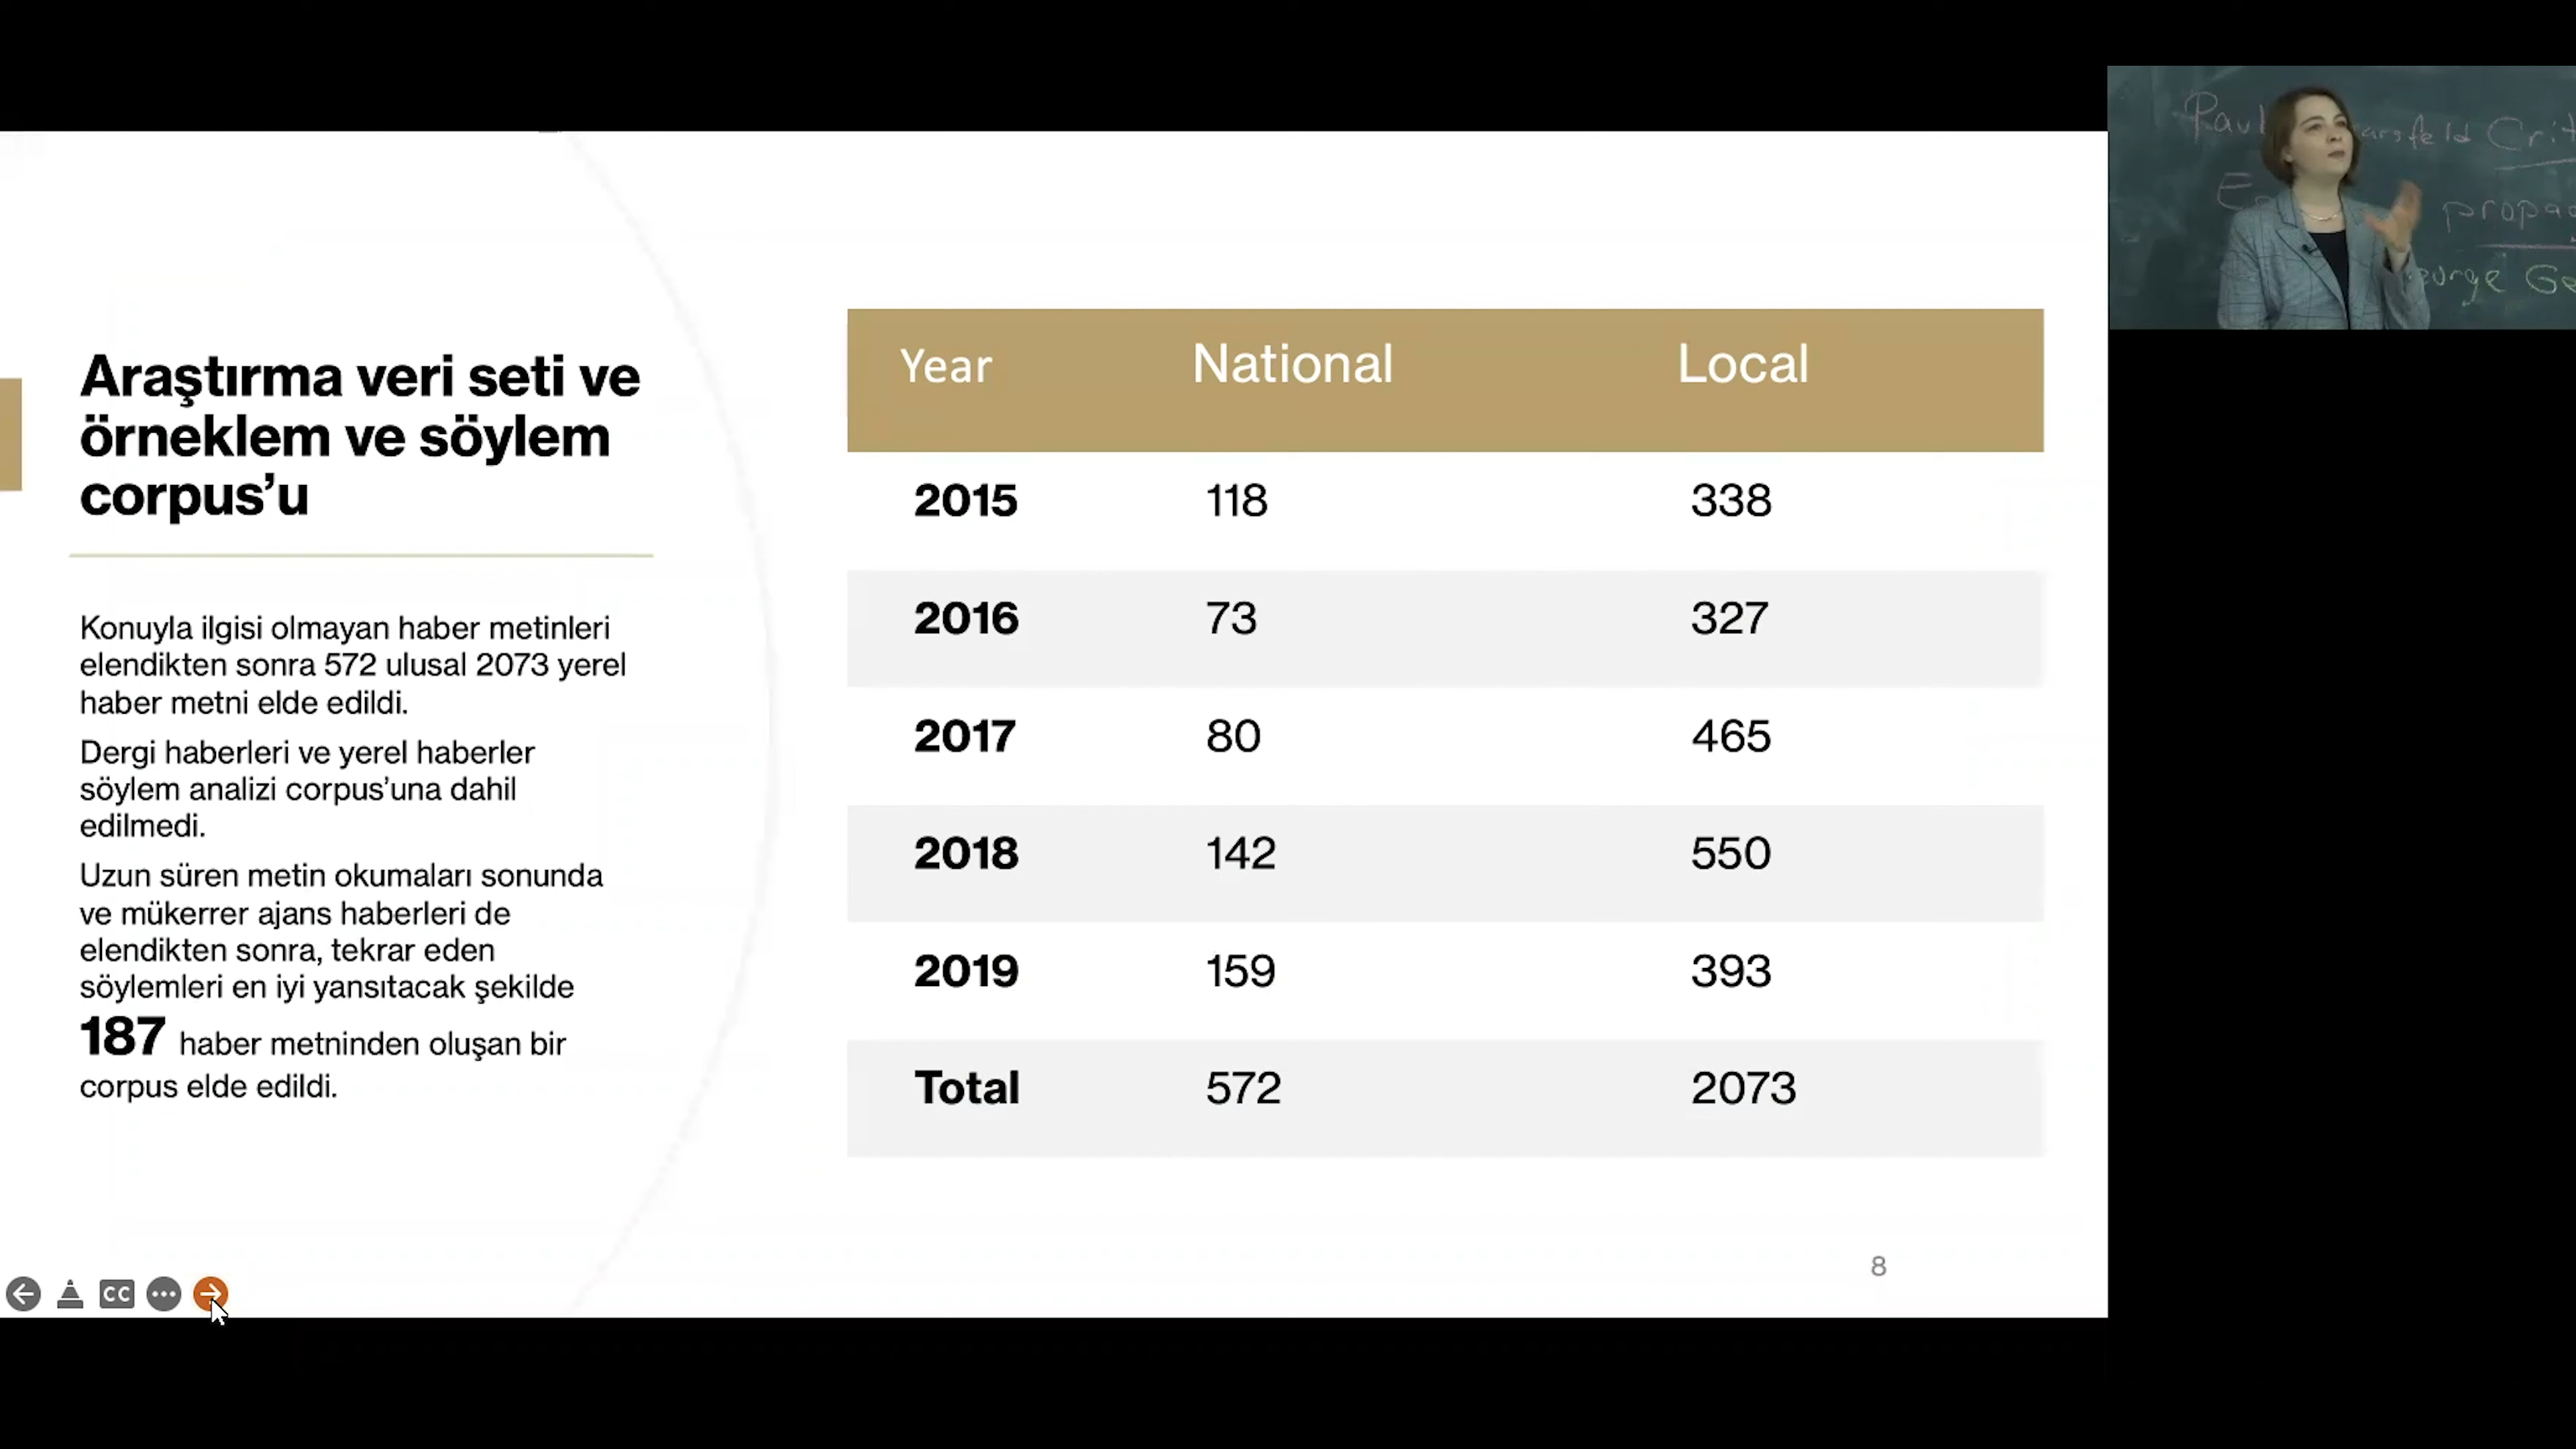 Araştırma veri seti ve
örneklem ve söylem
corpus’u
Konuyla ilgisi olmayan haber metinleri
elendikten sonra 572 ulusal 2073 yerel
haber metni elde edildi.
Dergi haberleri ve yerel haberler
söylem analizi corpus’una dahil
edilmedi.
Uzun süren metin okumaları sonunda
ve mükerrer ajans haberleri de
elendikten sonra, tekrar eden
söylemleri en iyi yansıtacak şekilde
187 haber metninden oluşan bir
corpus elde edildi.
Year National Local
2015 118 338
2016 73 327
2017 80 465
2018 142 550
2019 159 393
Total 572 2073
8
CC